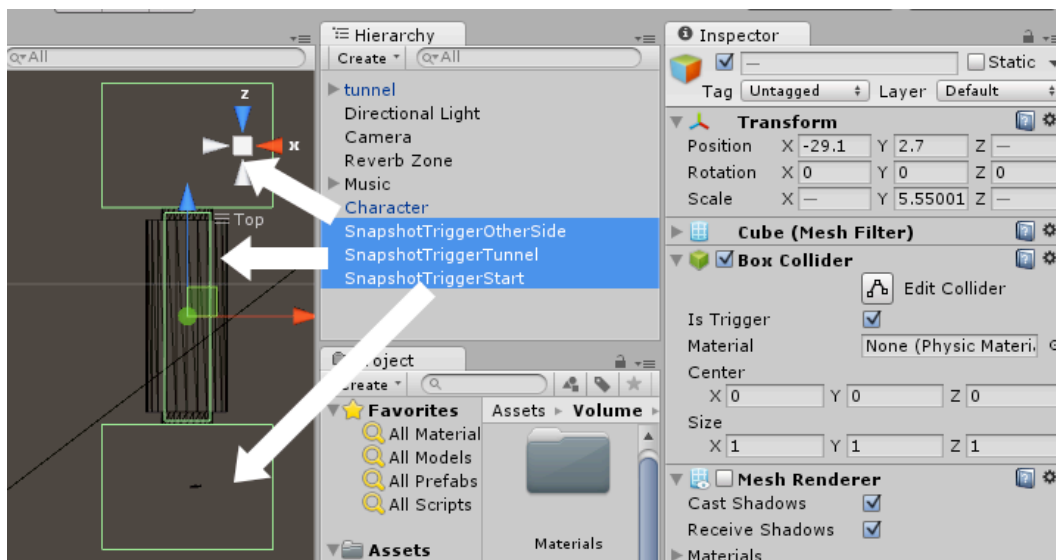 All
z
x
Top
Hierarchy
Create
All
tunnel
Directional Light
Camera
Reverb Zone
Music
Character
SnapshotTriggerOtherSide
SnapshotTriggerTunnel
SnapshotTriggerStart
Create
Favorites
All Material
All Models
All Prefabs
All Scripts
Assets
Assets Volume
Materials
Inspector
— Static
Tag Untagged Layer Default
Transform
Position X -29.1 Y 2.7 Z —
Rotation X 0 Y 0 Z 0
Scale X — Y 5.55001 Z —
Cube (Mesh Filter)
Box Collider
Edit Collider
Is Trigger
Material None (Physic Materi
Center
X 0 Y 0 Z 0
Size
X 1 Y 1 Z 1
Mesh Renderer
Cast Shadows
Receive Shadows
Materials